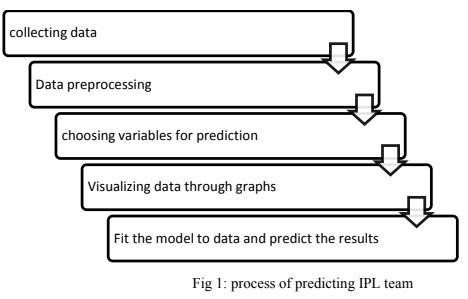 collecting data
Data preprocessing
choosing variables for prediction
Visualizing data through graphs
Fit the model to data and predict the results
Fig 1: process of predicting IPL team